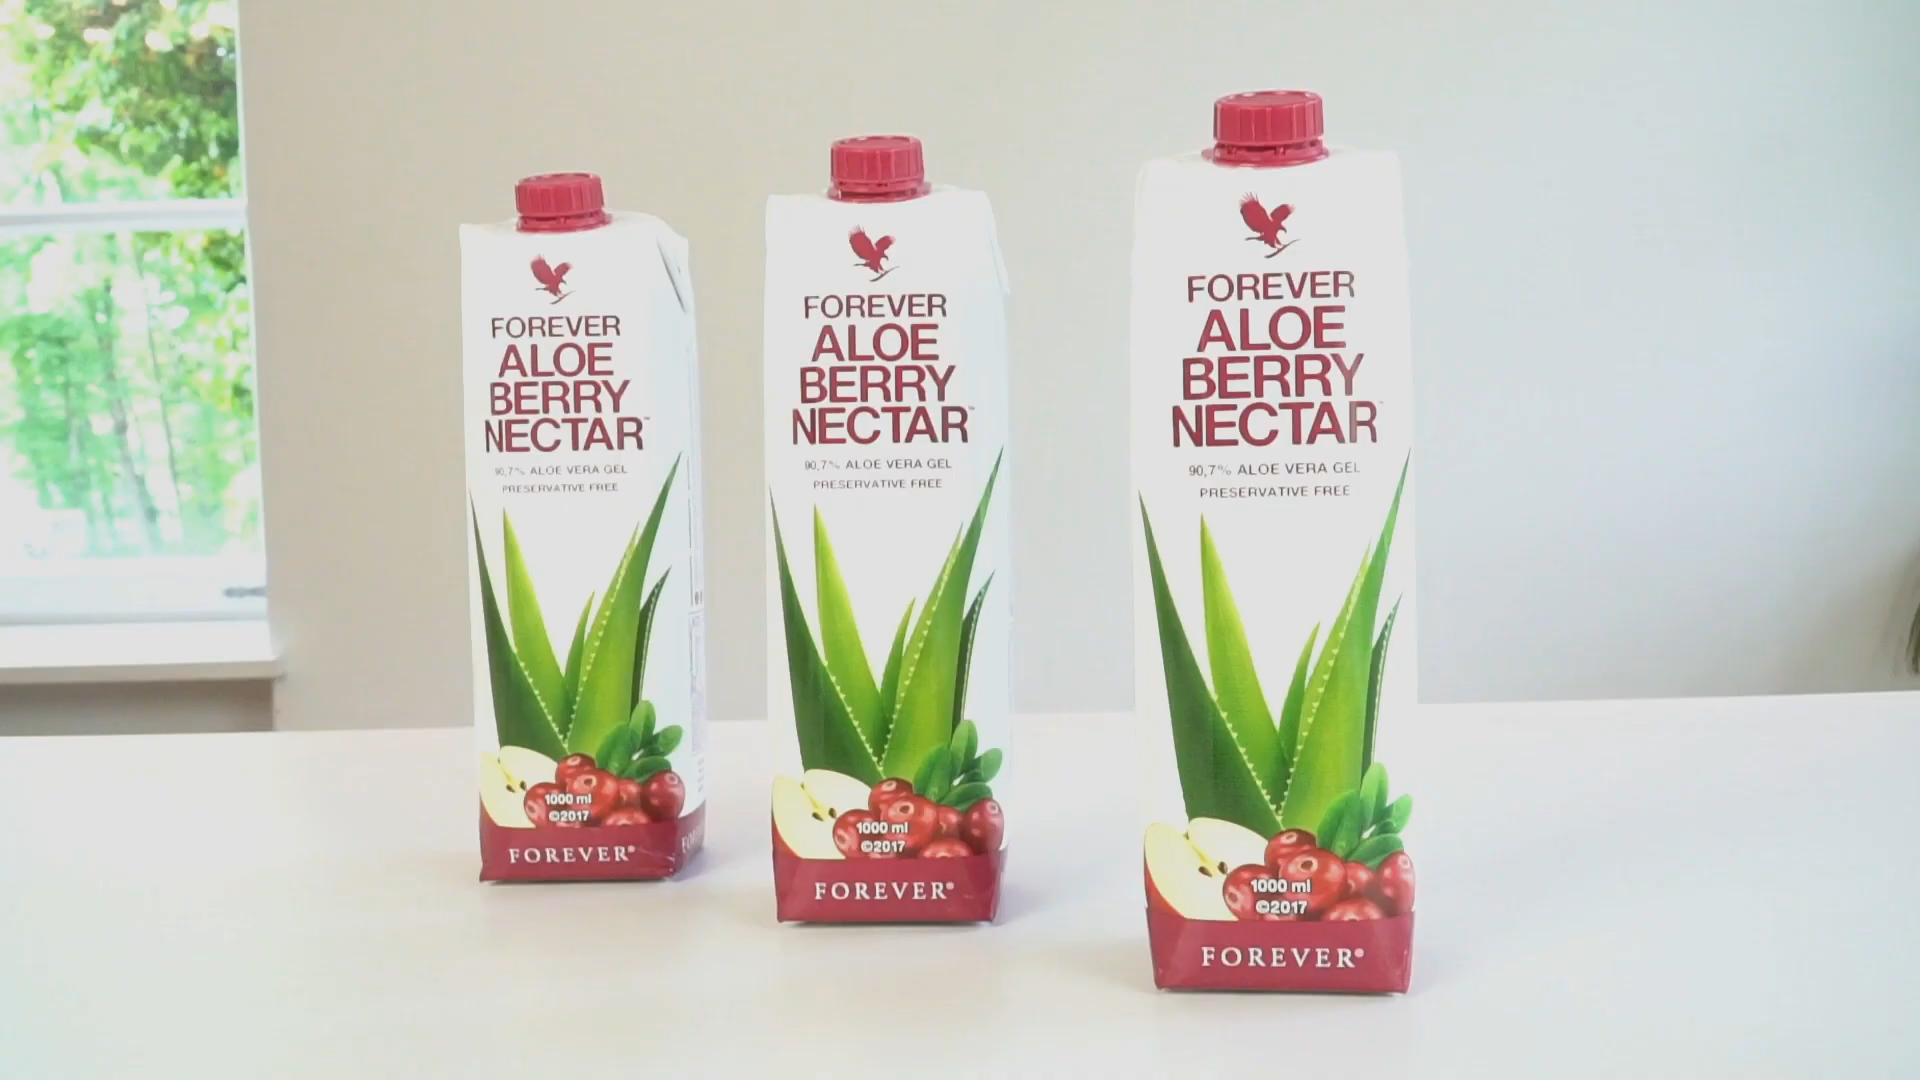 FOREVER
ALOE
BERRY
NECTAR™
90,7% ALOE VERA GEL
PRESERVATIVE FREE
1000 ml
©2017
FOREVER®
FOREVER
ALOE
BERRY
NECTAR™
90,7% ALOE VERA GEL
PRESERVATIVE FREE
1000 ml
©2017
FOREVER®
FOREVER
ALOE
BERRY
NECTAR™
90,7% ALOE VERA GEL
PRESERVATIVE FREE
1000 ml
©2017
FOREVER®